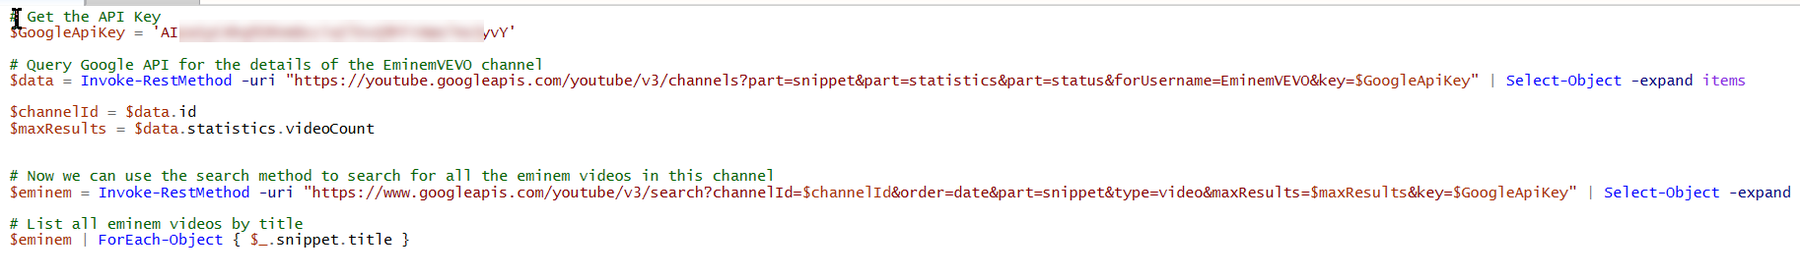 # Get the API Key
$GoogleApiKey = 'AI yvY'
# Query Google API for the details of the EminemVEVO channel
$data = Invoke-RestMethod -uri "https://youtube.googleapis.com/youtube/v3/channels?part=snippet&part=statistics&part=status&forUsername=EminemVEVO&key=$GoogleApiKey" | Select-Object -expand items
$channelId = $data.id
$maxResults = $data.statistics.videoCount
# Now we can use the search method to search for all the eminem videos in this channel
$eminem = Invoke-RestMethod -uri "https://www.googleapis.com/youtube/v3/search?channelId=$channelId&order=date&part=snippet&type=video&maxResults=$maxResults&key=$GoogleApiKey" | Select-Object -expand
# List all eminem videos by title
$eminem | ForEach-Object { $_.snippet.title }